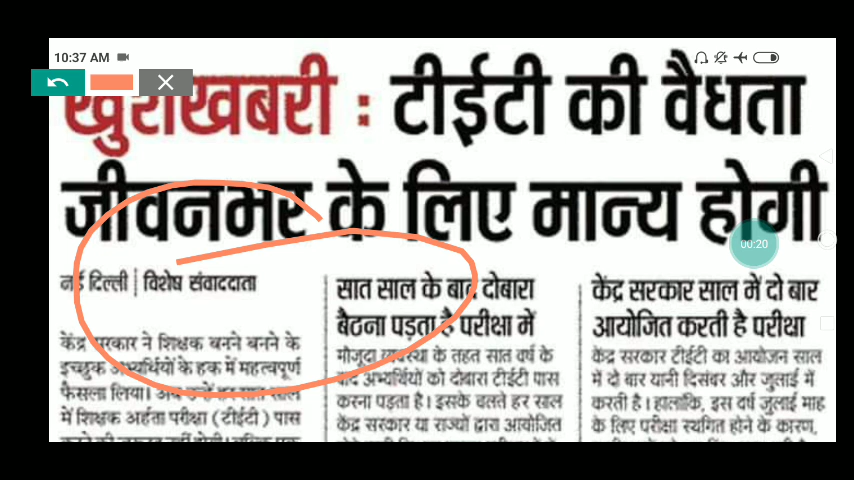 10:37 AM
खुशखबरी : टीईटी की वैधता
जीवनभर के लिए मान्य होगी
00:20
नई दिल्ली | विशेष संवाददाता
केंद्र सरकार ने शिक्षक बनने बनने के
इच्छुक अभ्यर्थियों के हक में महत्वपूर्ण
फैसला लिया। अब उन्हें हर सात साल
में शिक्षक अर्हता परीक्षा (टीईटी) पास
सात साल के बाद दोबारा
बैठना पड़ता है परीक्षा में
मौजूदा व्यवस्था के तहत सात वर्ष के
बाद अभ्यर्थियों को दोबारा टीईटी पास
करना पड़ता है। इसके चलते हर साल
केंद्र सरकार या राज्यों द्वारा आयोजित
केंद्र सरकार साल में दो बार
आयोजित करती है परीक्षा
केंद्र सरकार टीईटी का आयोजन साल
में दो बार यानी दिसंबर और जुलाई में
करती है। हालांकि, इस वर्ष जुलाई माह
के लिए परीक्षा स्थगित होने के कारण,